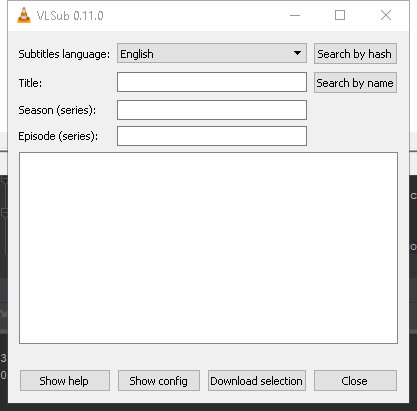 VLSub 0.11.0
Subtitles language: English Search by hash
Title: Search by name
Season (series):
Episode (series):
Show help Show config Download selection Close